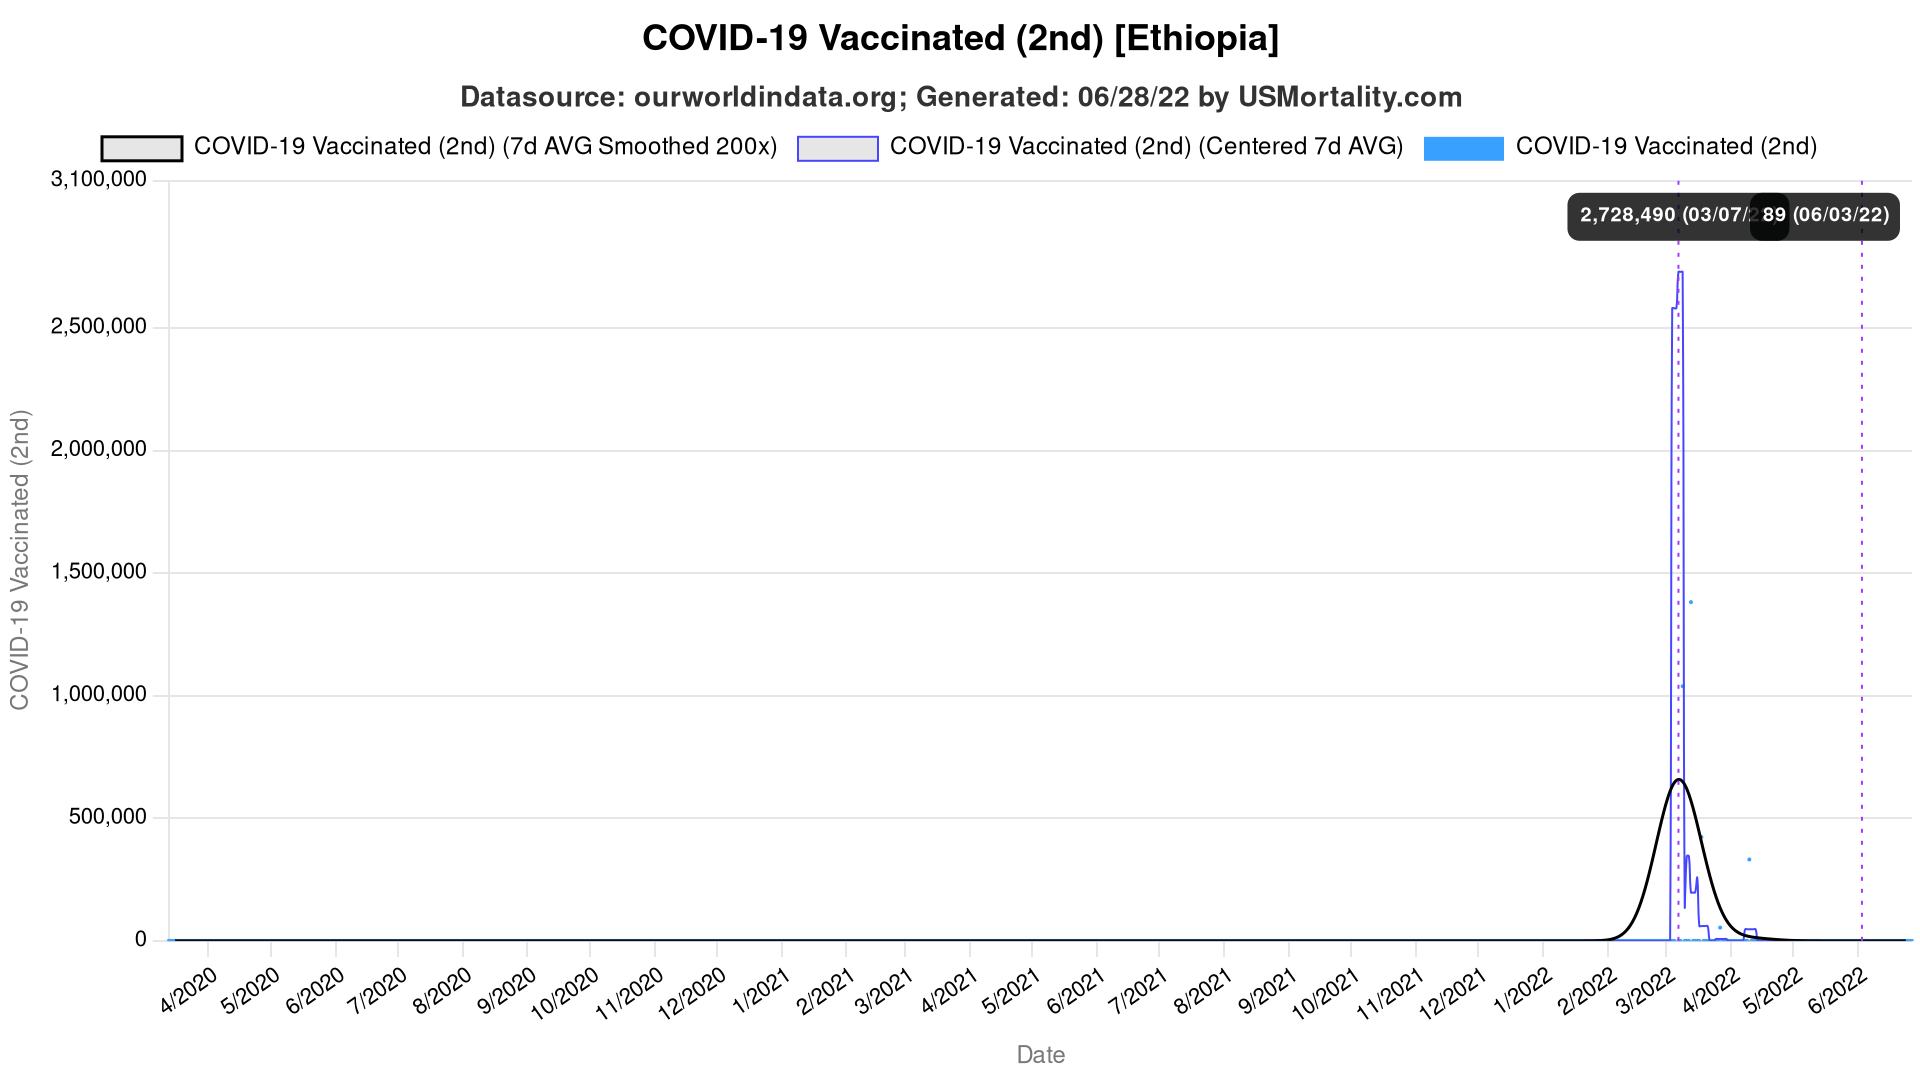 COVID-19 Vaccinated (2nd) [Ethiopia]
Datasource: ourworldindata.org; Generated: 06/28/22 by USMortality.com
COVID-19 Vaccinated (2nd) (7d AVG Smoothed 200x) COVID-19 Vaccinated (2nd) (Centered 7d AVG) COVID-19 Vaccinated (2nd)
3,100,000
2,728,490 (03/07/ 89 (06/03/22)
2,500,000
2,000,000
1,500,000
1,000,000
500,000
0
COVID-19 Vaccinated (2nd)
4/2020 5/2020 6/2020 7/2020 8/2020 9/2020 10/2020 11/2020 12/2020 1/2021 2/2021 3/2021 4/2021 5/2021 6/2021 7/2021 8/2021 9/2021 10/2021 11/2021 12/2021 1/2022 2/2022 3/2022 4/2022 5/2022 6/2022
Date